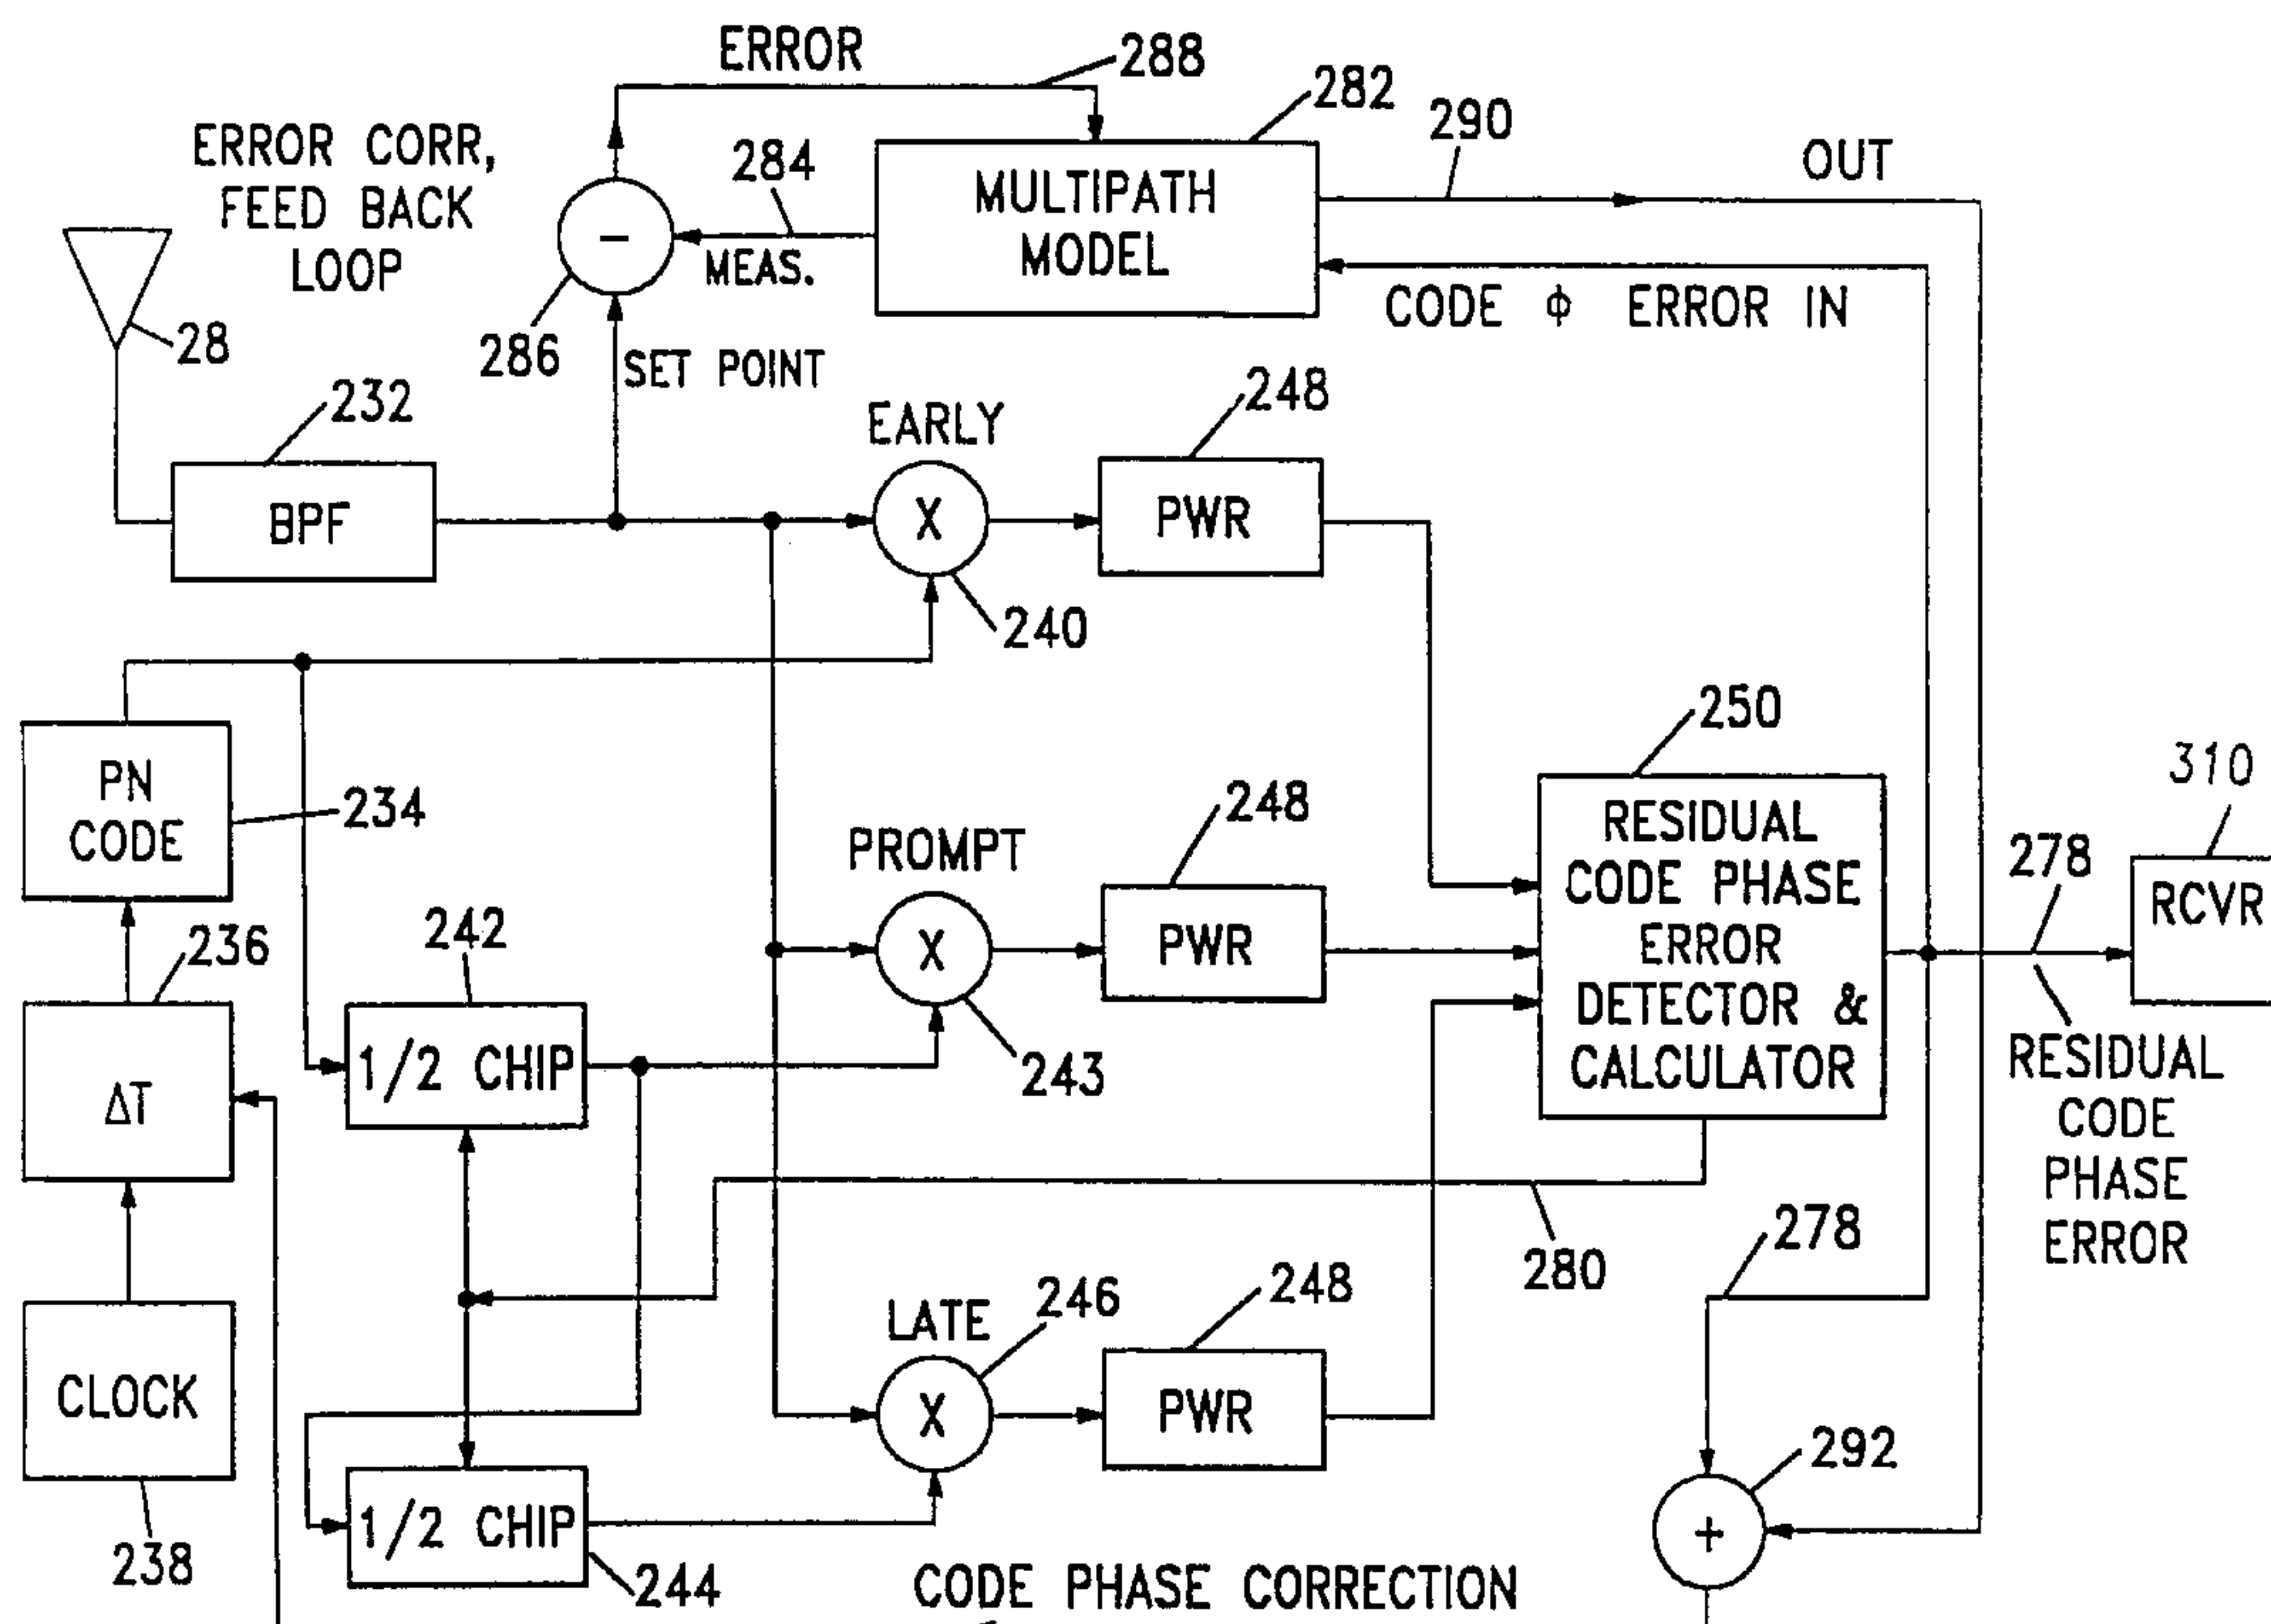 ERROR
288
282
290
OUT
ERROR CORR,
FEED BACK
LOOP
284
MULTIPATH
MODEL
–
MEAS.
CODE ϕ ERROR IN
28
286
SET POINT
232
EARLY
248
BPF
X
PWR
240
250
310
PN
CODE
234
PROMPT
248
RESIDUAL
CODE PHASE
ERROR
DETECTOR &
CALCULATOR
278
RCVR
242
236
X
PWR
1/2 CHIP
243
ΔT
RESIDUAL
CODE
PHASE
ERROR
280
278
LATE
246
248
CLOCK
X
PWR
292
1/2 CHIP
+
238
244
CODE PHASE CORRECTION